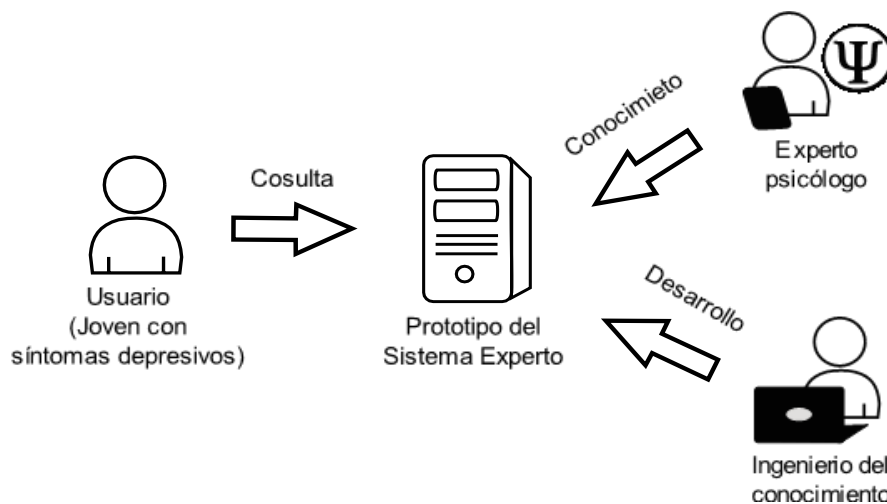 Cosulta
Usuario
(Joven con
síntomas depresivos)
Prototipo del
Sistema Experto
Conocimieto
Ψ
Experto
psicólogo
Desarrollo
Ingenierio del
conocimiento